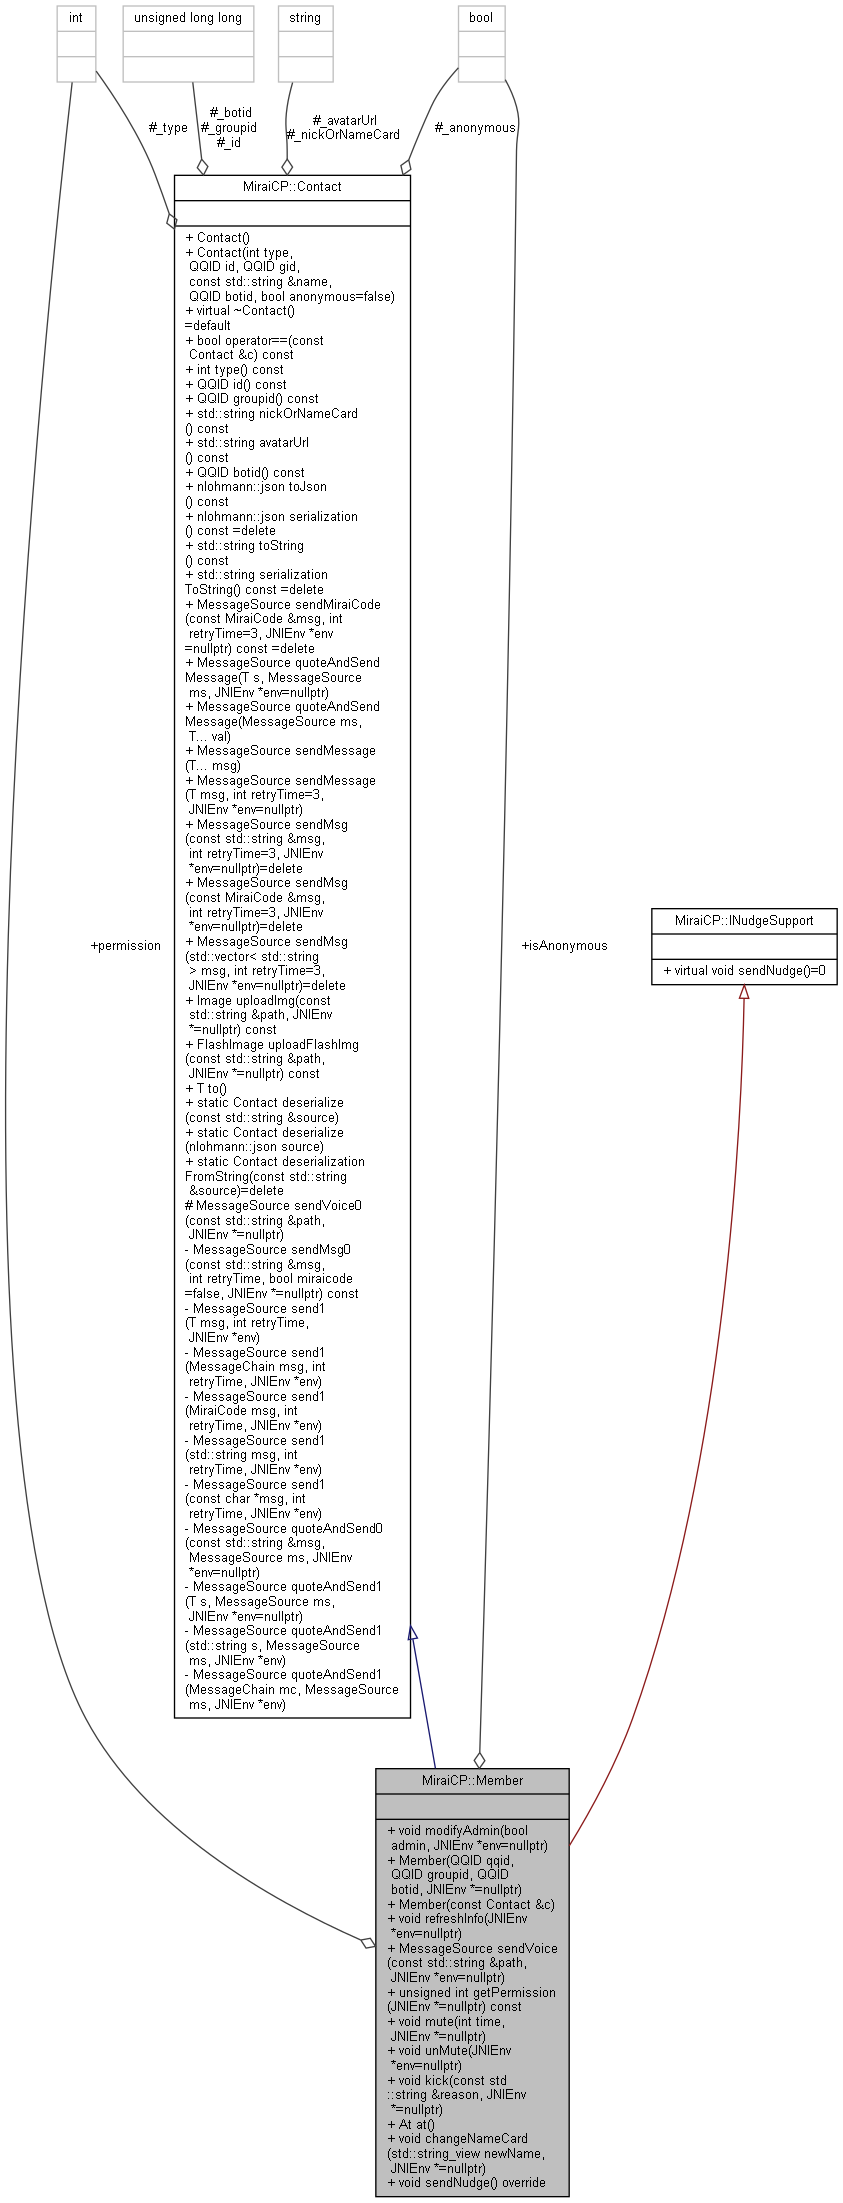 int
unsigned long long
string
bool
#_botid
#_groupid
#_id
#_type
#_avatarUrl
#_nickOrNameCard
#_anonymous
MiraiCP::Contact
+ Contact()
+ Contact(int type,
QQID id, QQID gid,
const std::string &name,
QQID botid, bool anonymous=false)
+ virtual ~Contact()
=default
+ bool operator==(const
Contact &c) const
+ int type() const
+ QQID id() const
+ QQID groupid() const
+ std::string nickOrNameCard
() const
+ std::string avatarUrl
() const
+ QQID botid() const
+ nlohmann::json toJson
() const
+ nlohmann::json serialization
() const =delete
+ std::string toString
() const
+ std::string serialization
ToString() const =delete
+ MessageSource sendMiraiCode
(const MiraiCode &msg, int
retryTime=3, JNIEnv *env
=nullptr) const =delete
+ MessageSource quoteAndSend
Message(T s, MessageSource
ms, JNIEnv *env=nullptr)
+ MessageSource quoteAndSend
Message(MessageSource ms,
T... val)
+ MessageSource sendMessage
(T... msg)
+ MessageSource sendMessage
(T msg, int retryTime=3,
JNIEnv *env=nullptr)
+ MessageSource sendMsg
(const std::string &msg,
int retryTime=3, JNIEnv
*env=nullptr)=delete
+ MessageSource sendMsg
(const MiraiCode &msg,
int retryTime=3, JNIEnv
*env=nullptr)=delete
+ MessageSource sendMsg
(std::vector< std::string
> msg, int retryTime=3,
JNIEnv *env=nullptr)=delete
+ Image uploadImg(const
std::string &path, JNIEnv
*=nullptr) const
+ FlashImage uploadFlashImg
(const std::string &path,
JNIEnv *=nullptr) const
+ T to()
+ static Contact deserialize
(const std::string &source)
+ static Contact deserialize
(nlohmann::json source)
+ static Contact deserialization
FromString(const std::string
&source)=delete
# MessageSource sendVoice0
(const std::string &path,
JNIEnv *=nullptr)
- MessageSource sendMsg0
(const std::string &msg,
int retryTime, bool miraicode
=false, JNIEnv *=nullptr) const
- MessageSource send1
(T msg, int retryTime,
JNIEnv *env)
- MessageSource send1
(MessageChain msg, int
retryTime, JNIEnv *env)
- MessageSource send1
(MiraiCode msg, int
retryTime, JNIEnv *env)
- MessageSource send1
(std::string msg, int
retryTime, JNIEnv *env)
- MessageSource send1
(const char *msg, int
retryTime, JNIEnv *env)
- MessageSource quoteAndSend0
(const std::string &msg,
MessageSource ms, JNIEnv
*env=nullptr)
- MessageSource quoteAndSend1
(T s, MessageSource ms,
JNIEnv *env=nullptr)
- MessageSource quoteAndSend1
(std::string s, MessageSource
ms, JNIEnv *env)
- MessageSource quoteAndSend1
(MessageChain mc, MessageSource
ms, JNIEnv *env)
+permission
+isAnonymous
MiraiCP::INudgeSupport
+ virtual void sendNudge()=0
MiraiCP::Member
+ void modifyAdmin(bool
admin, JNIEnv *env=nullptr)
+ Member(QQID qqid,
QQID groupid, QQID
botid, JNIEnv *=nullptr)
+ Member(const Contact &c)
+ void refreshInfo(JNIEnv
*env=nullptr)
+ MessageSource sendVoice
(const std::string &path,
JNIEnv *env=nullptr)
+ unsigned int getPermission
(JNIEnv *=nullptr) const
+ void mute(int time,
JNIEnv *=nullptr)
+ void unMute(JNIEnv
*env=nullptr)
+ void kick(const std
::string &reason, JNIEnv
*=nullptr)
+ At at()
+ void changeNameCard
(std::string_view newName,
JNIEnv *=nullptr)
+ void sendNudge() override